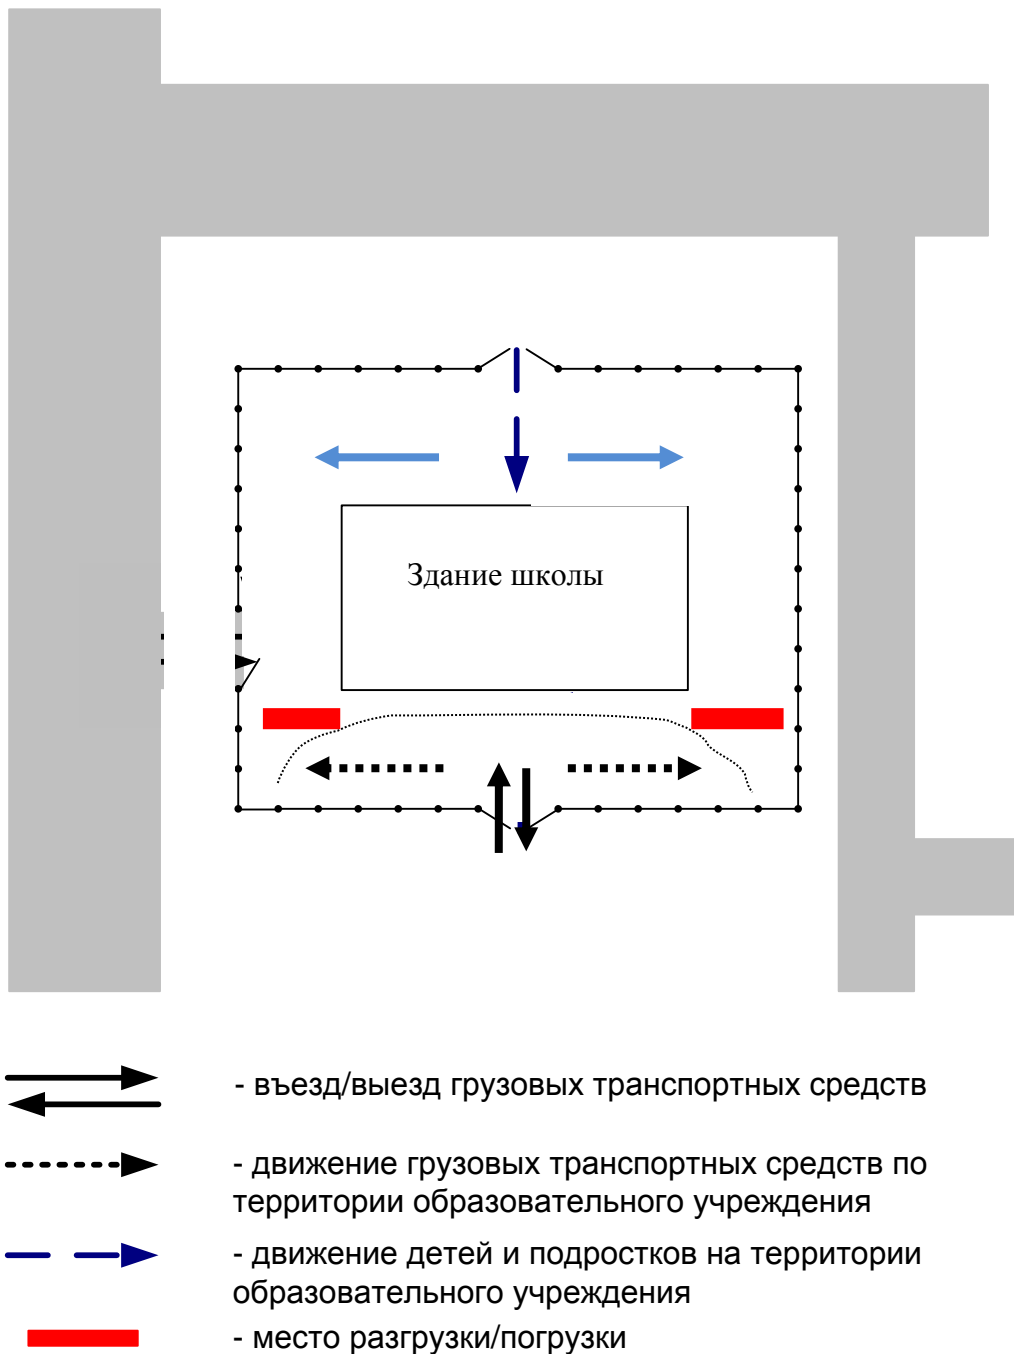 Здание школы
- въезд/выезд грузовых транспортных средств
- движение грузовых транспортных средств по
территории образовательного учреждения
- движение детей и подростков на территории
образовательного учреждения
- место разгрузки/погрузки